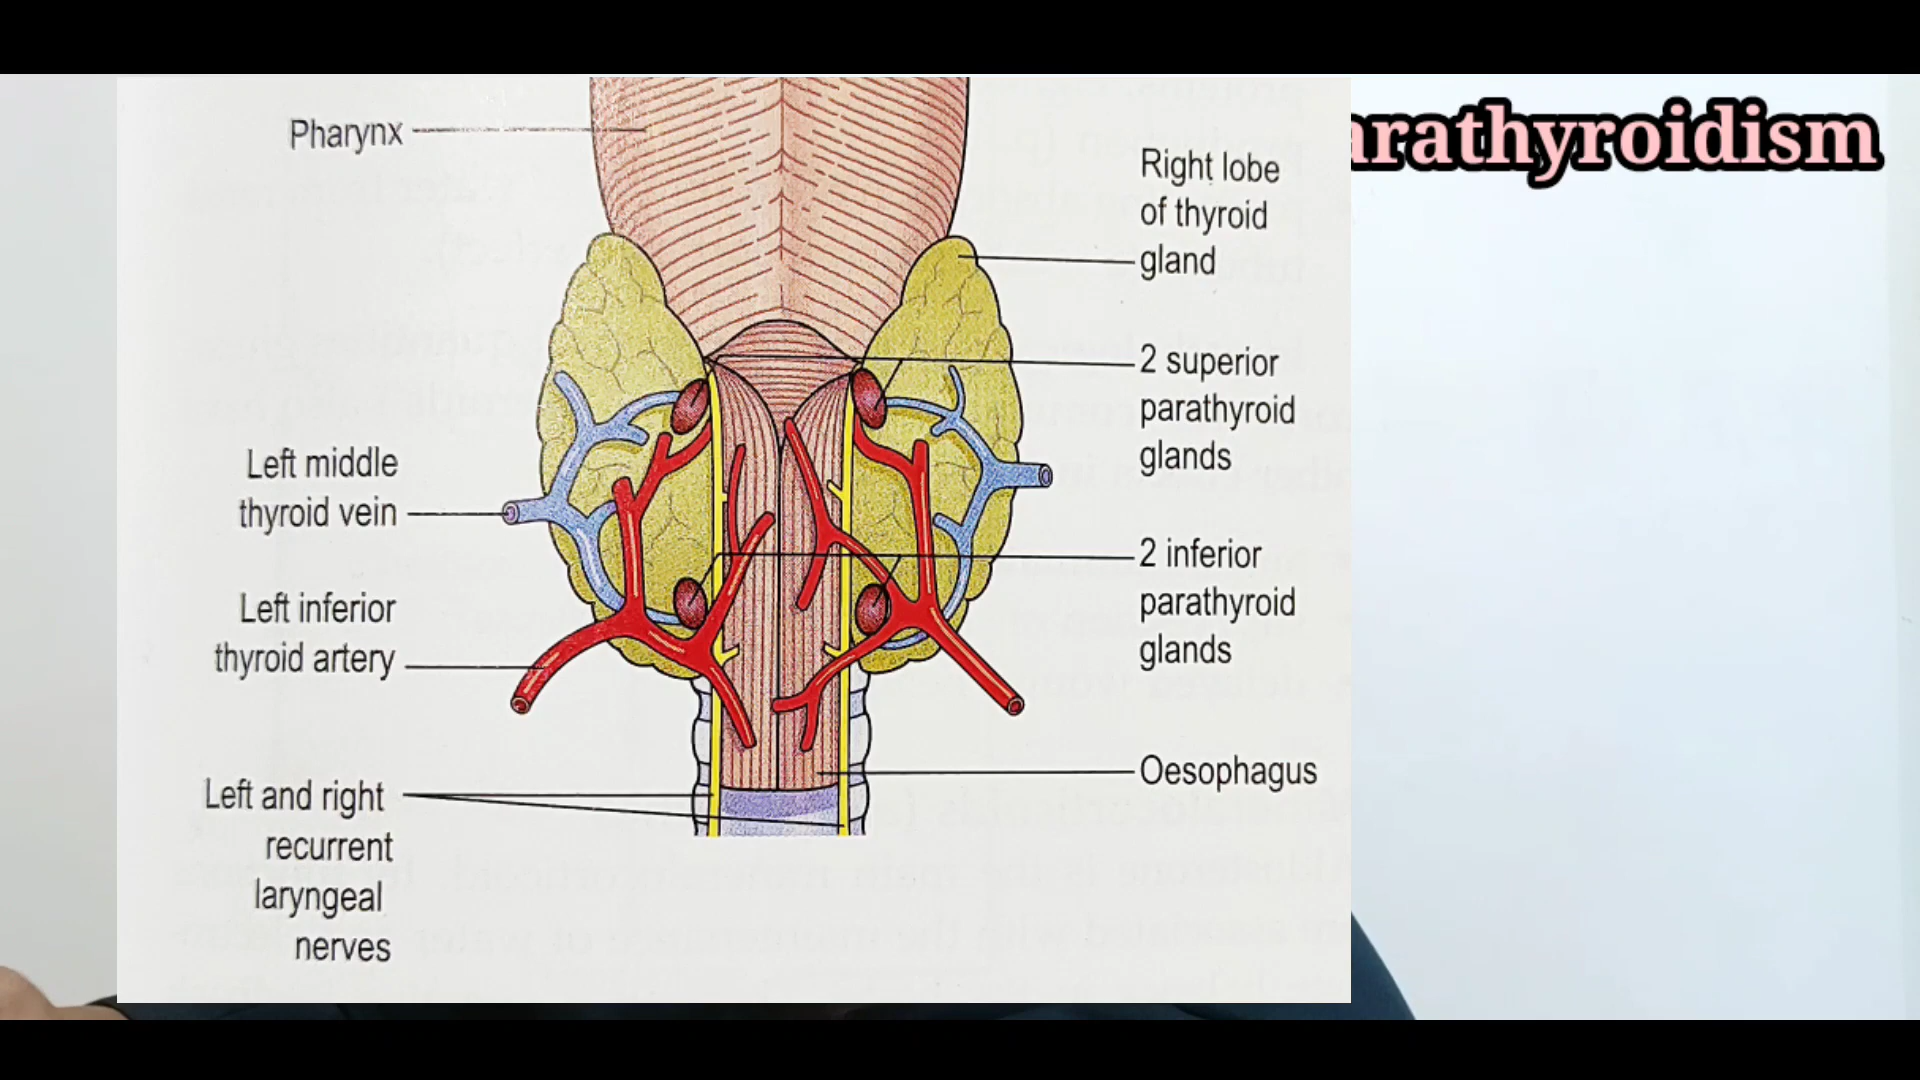 Pharynx
arathyroidism
Right lobe
of thyroid
gland
2 superior
parathyroid
glands
Left middle
thyroid vein
2 inferior
parathyroid
glands
Left inferior
thyroid artery
Oesophagus
Left and right
recurrent
laryngeal
nerves